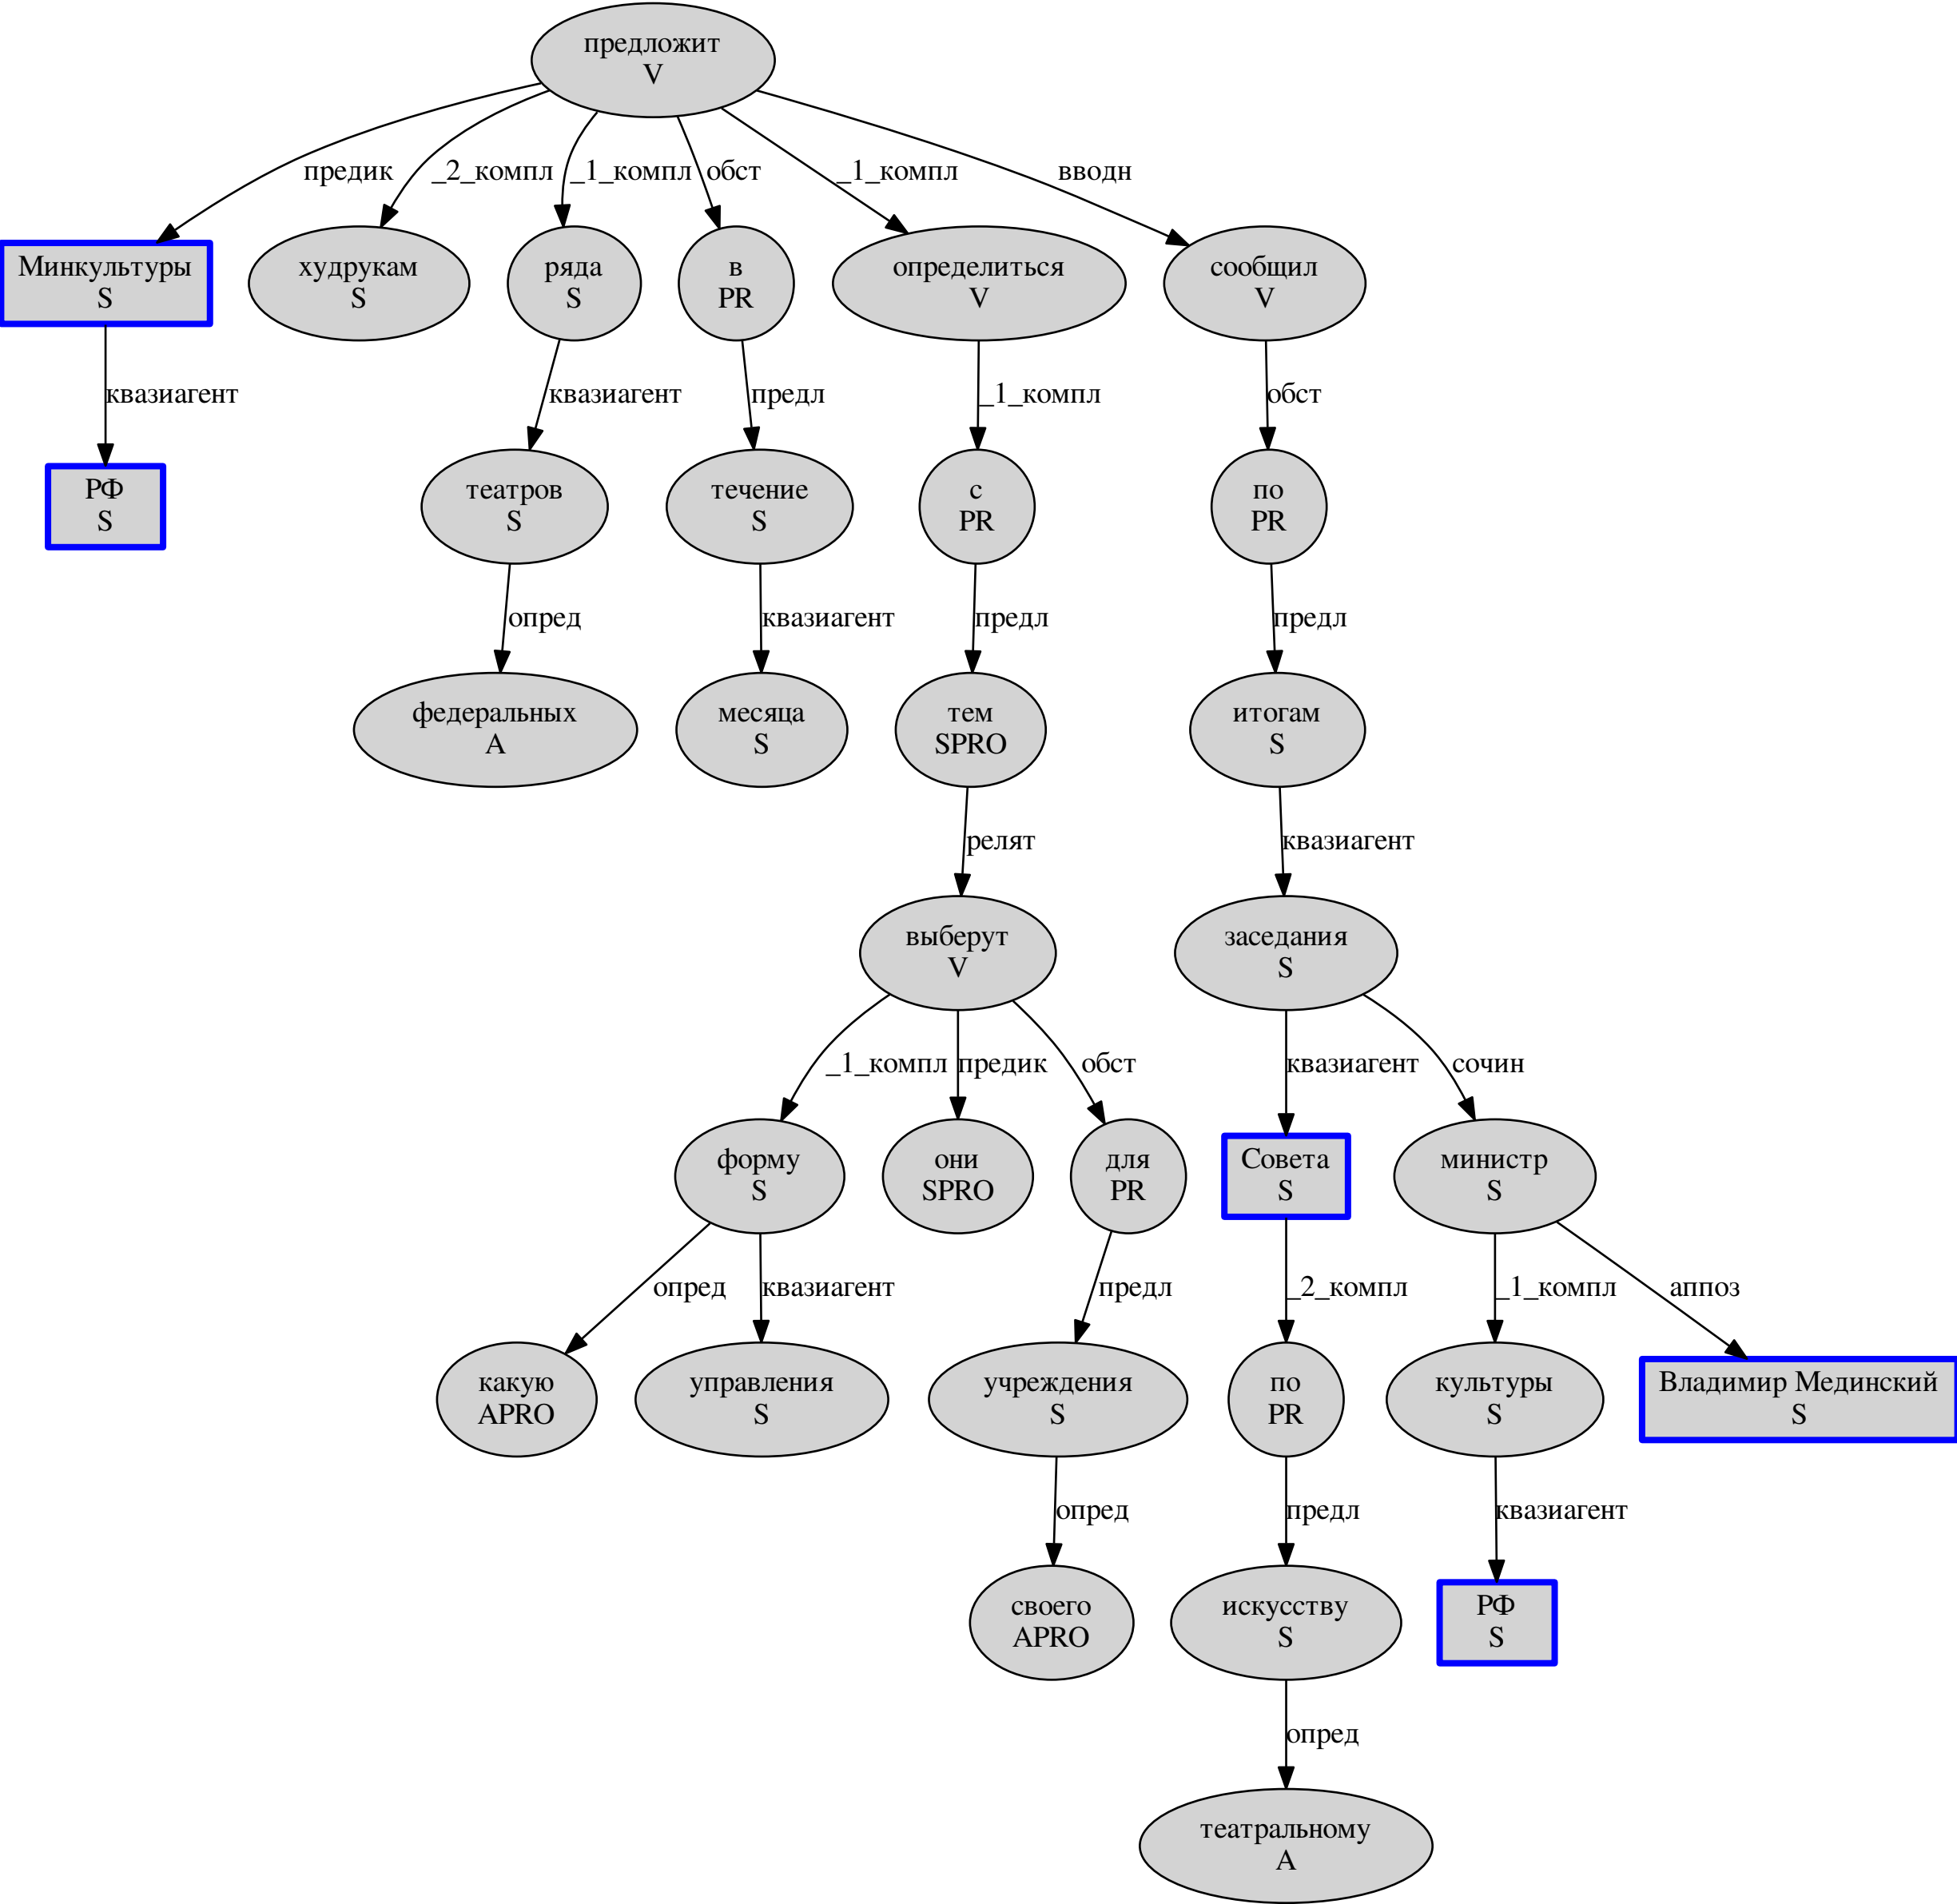 предложит
V
предик
_2_компл
_1_компл
обст
_1_компл
вводн
Минкультуры
S
худрукам
S
ряда
S
в
PR
определиться
V
сообщил
V
квазиагент
квазиагент
предл
_1_компл
обст
РФ
S
театров
S
течение
S
с
PR
по
PR
опред
квазиагент
предл
предл
федеральных
A
месяца
S
тем
SPRO
итогам
S
релят
квазиагент
выберут
V
заседания
S
_1_компл
предик
обст
квазиагент
сочин
форму
S
они
SPRO
для
PR
Совета
S
министр
S
опред
квазиагент
предл
_2_компл
_1_компл
аппоз
какую
APRO
управления
S
учреждения
S
по
PR
культуры
S
Владимир Мединский
S
опред
предл
квазиагент
своего
APRO
искусству
S
РФ
S
опред
театральному
A